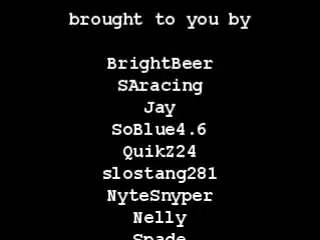 brought to you by
BrightBeer
SAracing
Jay
SoBlue4.6
QuikZ24
slostang281
NyteSnyper
Nelly
Spade